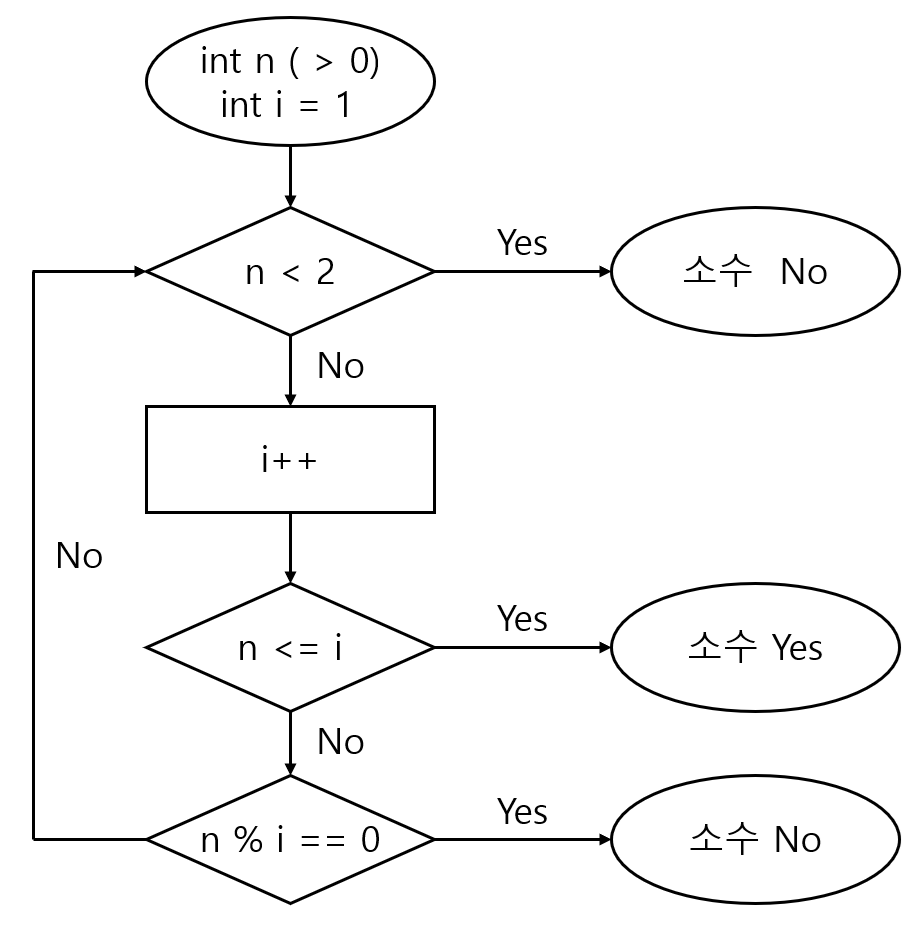 int n ( > 0)
int i = 1
n < 2
Yes
소수 No
No
i++
No
n <= i
Yes
소수 Yes
No
n % i == 0
Yes
소수 No